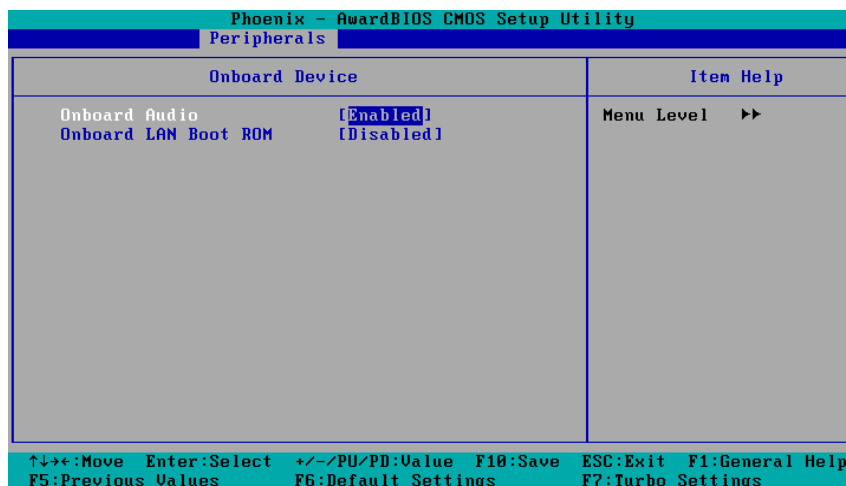 Phoenix - AwardBIOS CMOS Setup Utility
Peripherals
Onboard Device
Item Help
Onboard Audio [Enabled]
Menu Level ▸▸
Onboard LAN Boot ROM [Disabled]
↑↓→←:Move Enter:Select +/-/PU/PD:Value F10:Save ESC:Exit F1:General Help
F5:Previous Values F6:Default Settings F7:Turbo Settings